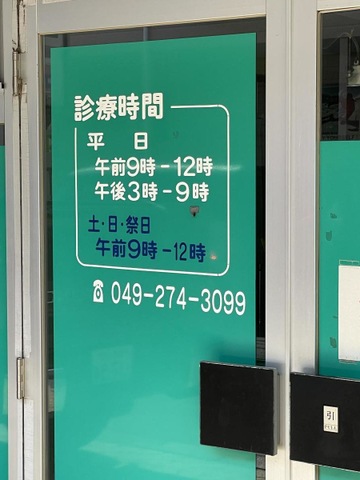 診療時間
平 日
午前9時-12時
午後3時-9時
土・日・祭日
午前9時-12時
☎ 049-274-3099
引